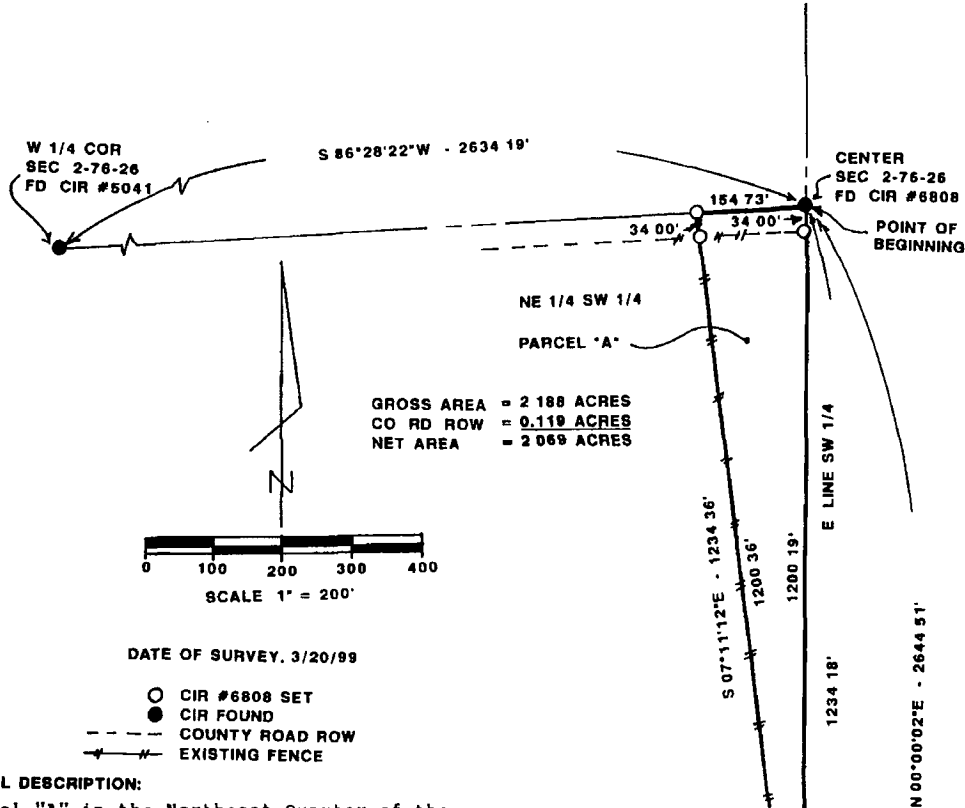 S 86°28'22"W - 2634 19'
W 1/4 COR
SEC 2-76-26
FD CIR #5041
CENTER
SEC 2-76-26
FD CIR #6808
154 73'
34 00'
34 00'
POINT OF
BEGINNING
NE 1/4 SW 1/4
PARCEL "A"
GROSS AREA = 2 188 ACRES
CO RD ROW = 0.119 ACRES
NET AREA = 2 069 ACRES
E LINE SW 1/4
N
0 100 200 300 400
SCALE 1" = 200'
S 07°11'12"E - 1234 36'
1200 36'
1200 19'
1234 18'
N 00°00'02"E - 2644 51'
DATE OF SURVEY. 3/20/99
CIR #6808 SET
CIR FOUND
COUNTY ROAD ROW
EXISTING FENCE
L DESCRIPTION:
el "A" in the Northeast Quarter of the